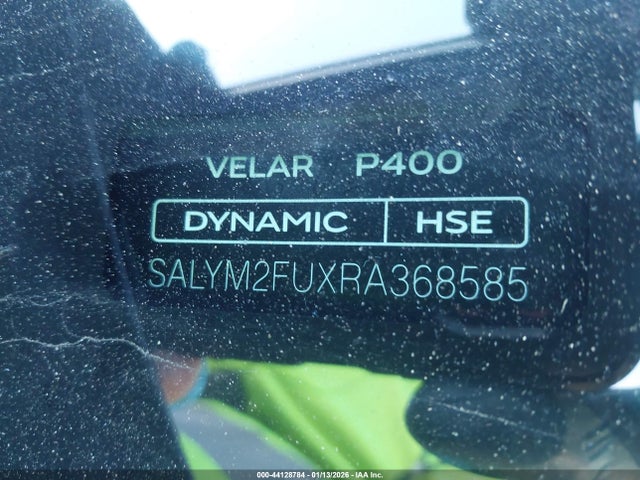 VELAR P400
DYNAMIC HSE
SALYM2FUXRA368585
000-44128784 - 01/13/2026 - IAA Inc.